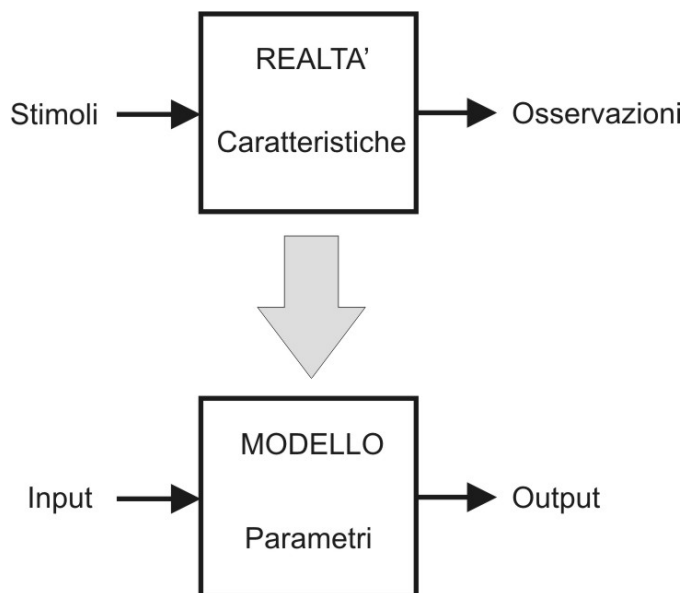 REALTA'
Stimoli
Caratteristiche
Osservazioni
MODELLO
Input
Parametri
Output